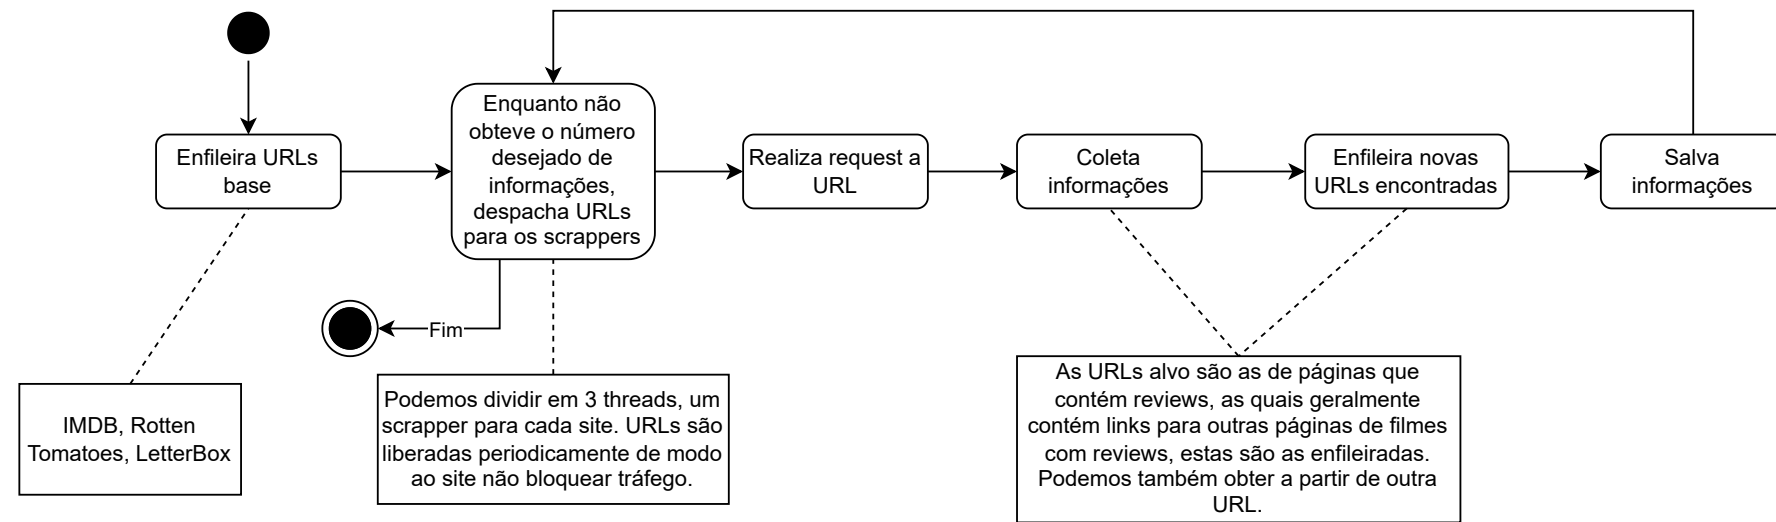 Enfileira URLs
base
Enquanto não
obteve o número
desejado de
informações,
despacha URLs
para os scrappers
Realiza request a
URL
Coleta
informações
Enfileira novas
URLs encontradas
Salva
informações
Fim
IMDB, Rotten
Tomatoes, LetterBox
Podemos dividir em 3 threads, um
scrapper para cada site. URLs são
liberadas periodicamente de modo
ao site não bloquear tráfego.
As URLs alvo são as de páginas que
contém reviews, as quais geralmente
contém links para outras páginas de filmes
com reviews, estas são as enfileiradas.
Podemos também obter a partir de outra
URL.